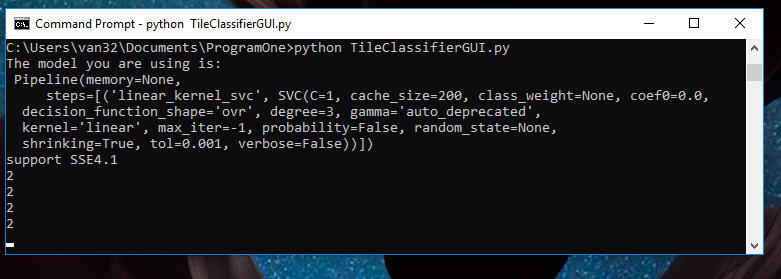 Command Prompt - python  TileClassifierGUI.py
C:\Users\van32\Documents\ProgramOne>python TileClassifierGUI.py
The model you are using is:
 Pipeline(memory=None,
     steps=[('linear_kernel_svc', SVC(C=1, cache_size=200, class_weight=None, coef0=0.0,
  decision_function_shape='ovr', degree=3, gamma='auto_deprecated',
  kernel='linear', max_iter=-1, probability=False, random_state=None,
  shrinking=True, tol=0.001, verbose=False))])
support SSE4.1
2
2
2
2